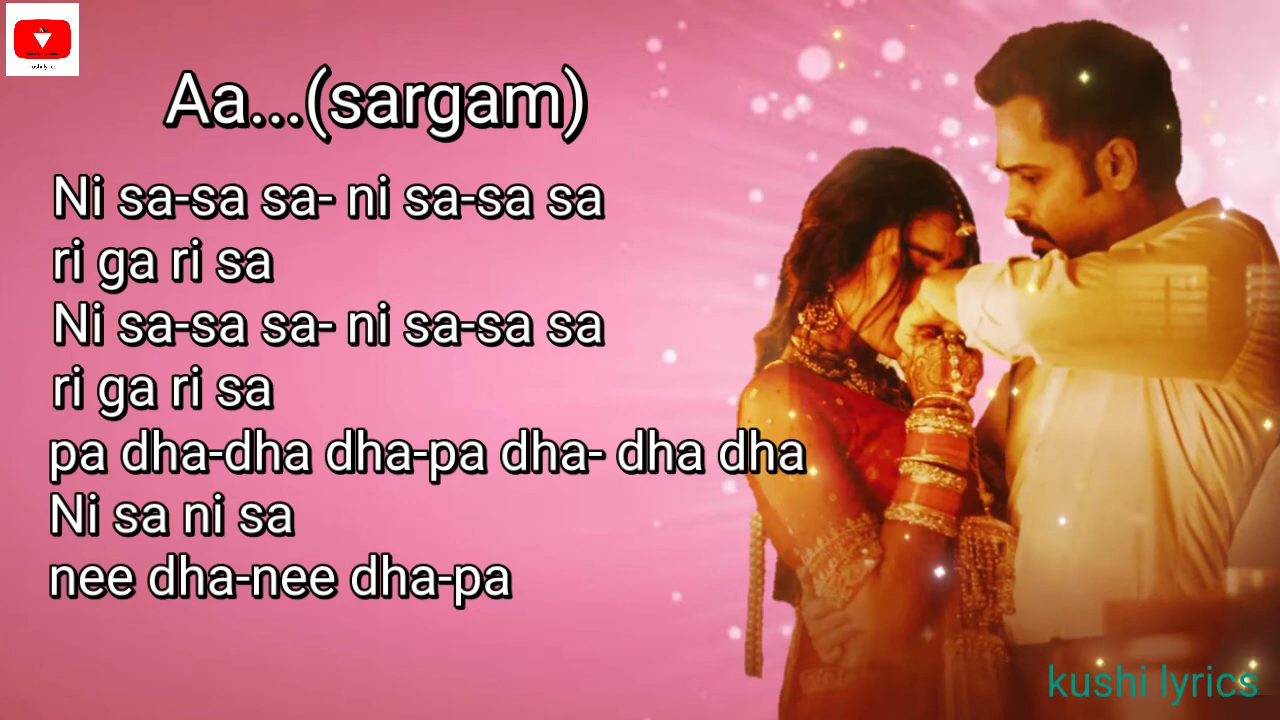 Aa...(sargam)
Ni sa-sa sa- ni sa-sa sa
ri ga ri sa
Ni sa-sa sa- ni sa-sa sa
ri ga ri sa
pa dha-dha dha-pa dha- dha dha
Ni sa ni sa
nee dha-nee dha-pa
kushi lyrics